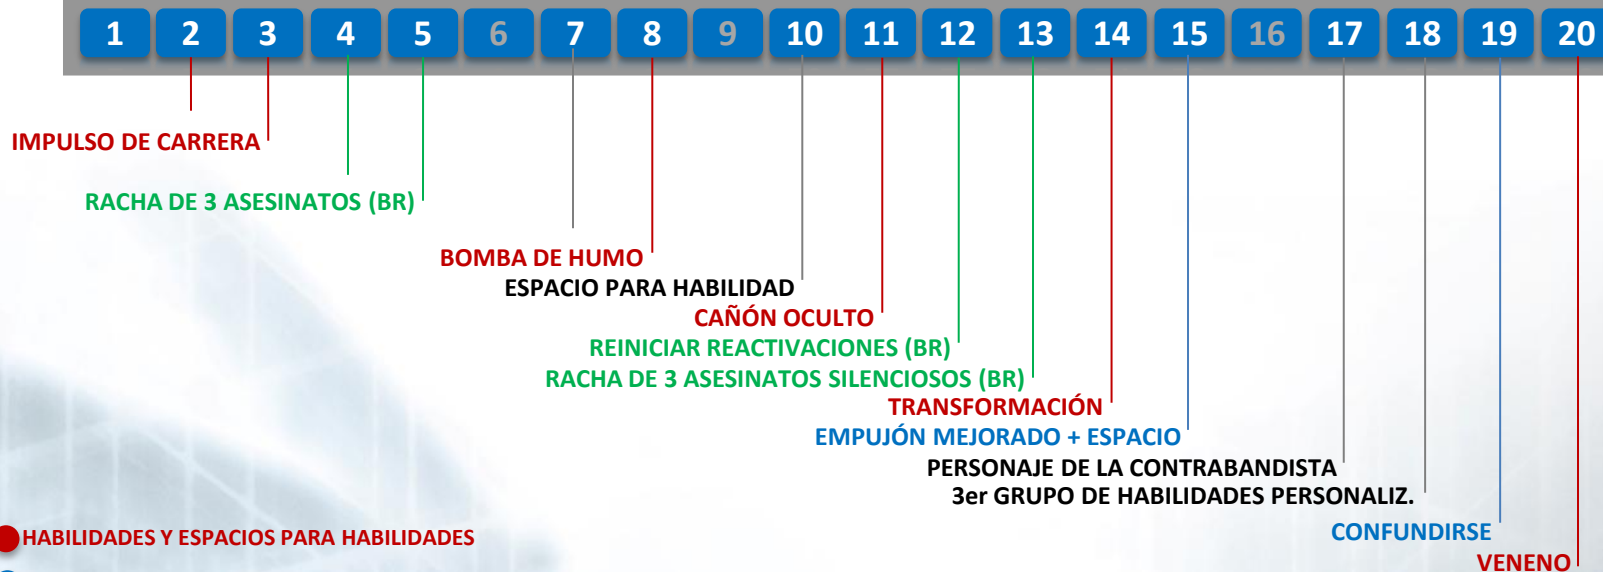 1 2 3 4 5 6 7 8 9 10 11 12 13 14 15 16 17 18 19 20
IMPULSO DE CARRERA
RACHA DE 3 ASESINATOS (BR)
BOMBA DE HUMO
ESPACIO PARA HABILIDAD
CAÑÓN OCULTO
REINICIAR REACTIVACIONES (BR)
RACHA DE 3 ASESINATOS SILENCIOSOS (BR)
TRANSFORMACIÓN
EMPUJÓN MEJORADO + ESPACIO
PERSONAJE DE LA CONTRABANDISTA
3er GRUPO DE HABILIDADES PERSONALIZ.
CONFUNDIRSE
HABILIDADES Y ESPACIOS PARA HABILIDADES
VENENO